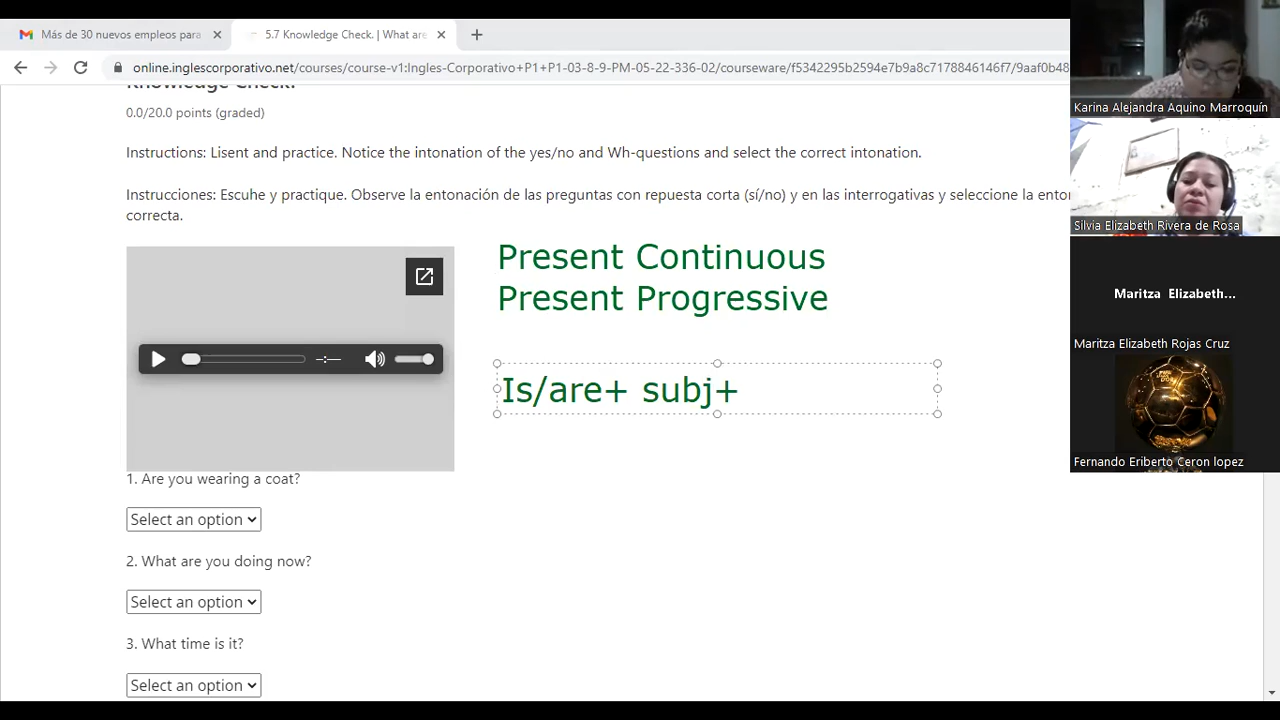 Más de 30 nuevos empleos para
5.7 Knowledge Check. | What are
online.inglescorporativo.net/courses/course-v1:Ingles-Corporativo+P1+P1-03-8-9-PM-05-22-336-02/courseware/f5342295b2594e7b9a8c7178846146f7/9aaf0b48
Knowledge Check.
0.0/20.0 points (graded)
Instructions: Lisent and practice. Notice the intonation of the yes/no and Wh-questions and select the correct intonation.
Instrucciones: Escuhe y practique. Observe la entonación de las preguntas con repuesta corta (sí/no) y en las interrogativas y seleccione la ento
correcta.
Present Continuous
Present Progressive
Is/are+ subj+
-:--
1. Are you wearing a coat?
Select an option
2. What are you doing now?
Select an option
3. What time is it?
Select an option
Karina Alejandra Aquino Marroquín
Silvia Elizabeth Rivera de Rosa
Maritza Elizabeth...
Maritza Elizabeth Rojas Cruz
Fernando Eriberto Ceron lopez